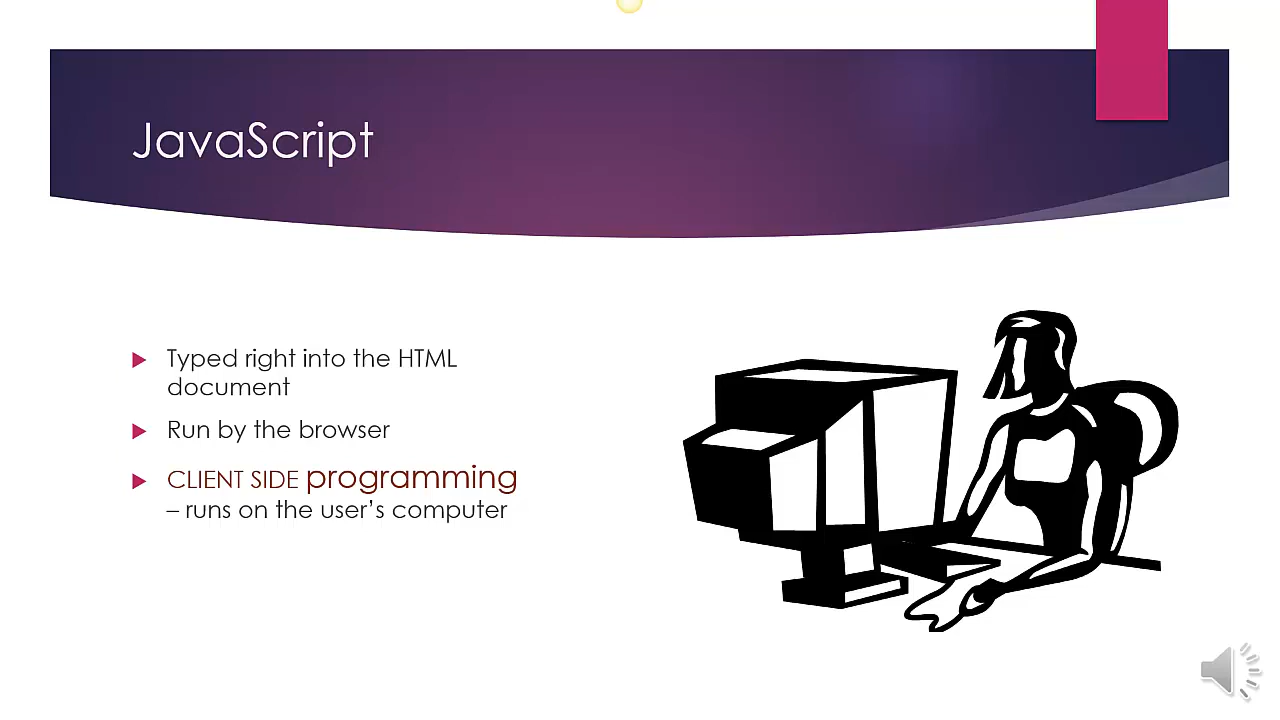 JavaScript
Typed right into the HTML
document
Run by the browser
CLIENT SIDE programming
– runs on the user’s computer